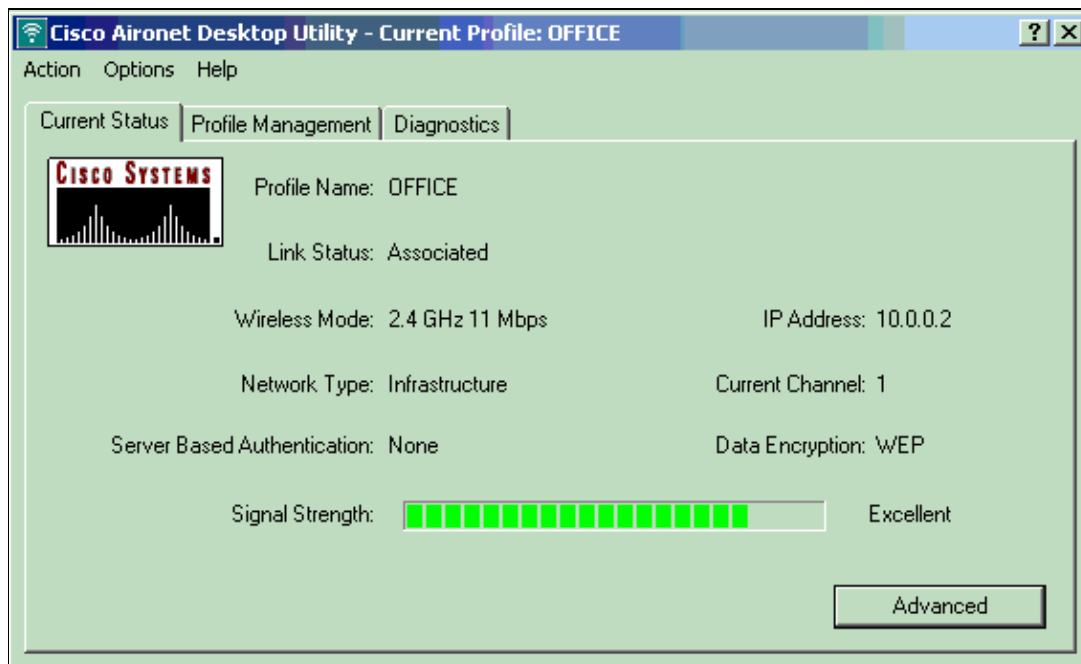 Cisco Aironet Desktop Utility - Current Profile: OFFICE
Action Options Help
Current Status Profile Management Diagnostics
CISCO SYSTEMS
Profile Name: OFFICE
Link Status: Associated
Wireless Mode: 2.4 GHz 11 Mbps IP Address: 10.0.0.2
Network Type: Infrastructure Current Channel: 1
Server Based Authentication: None Data Encryption: WEP
Signal Strength: Excellent
Advanced